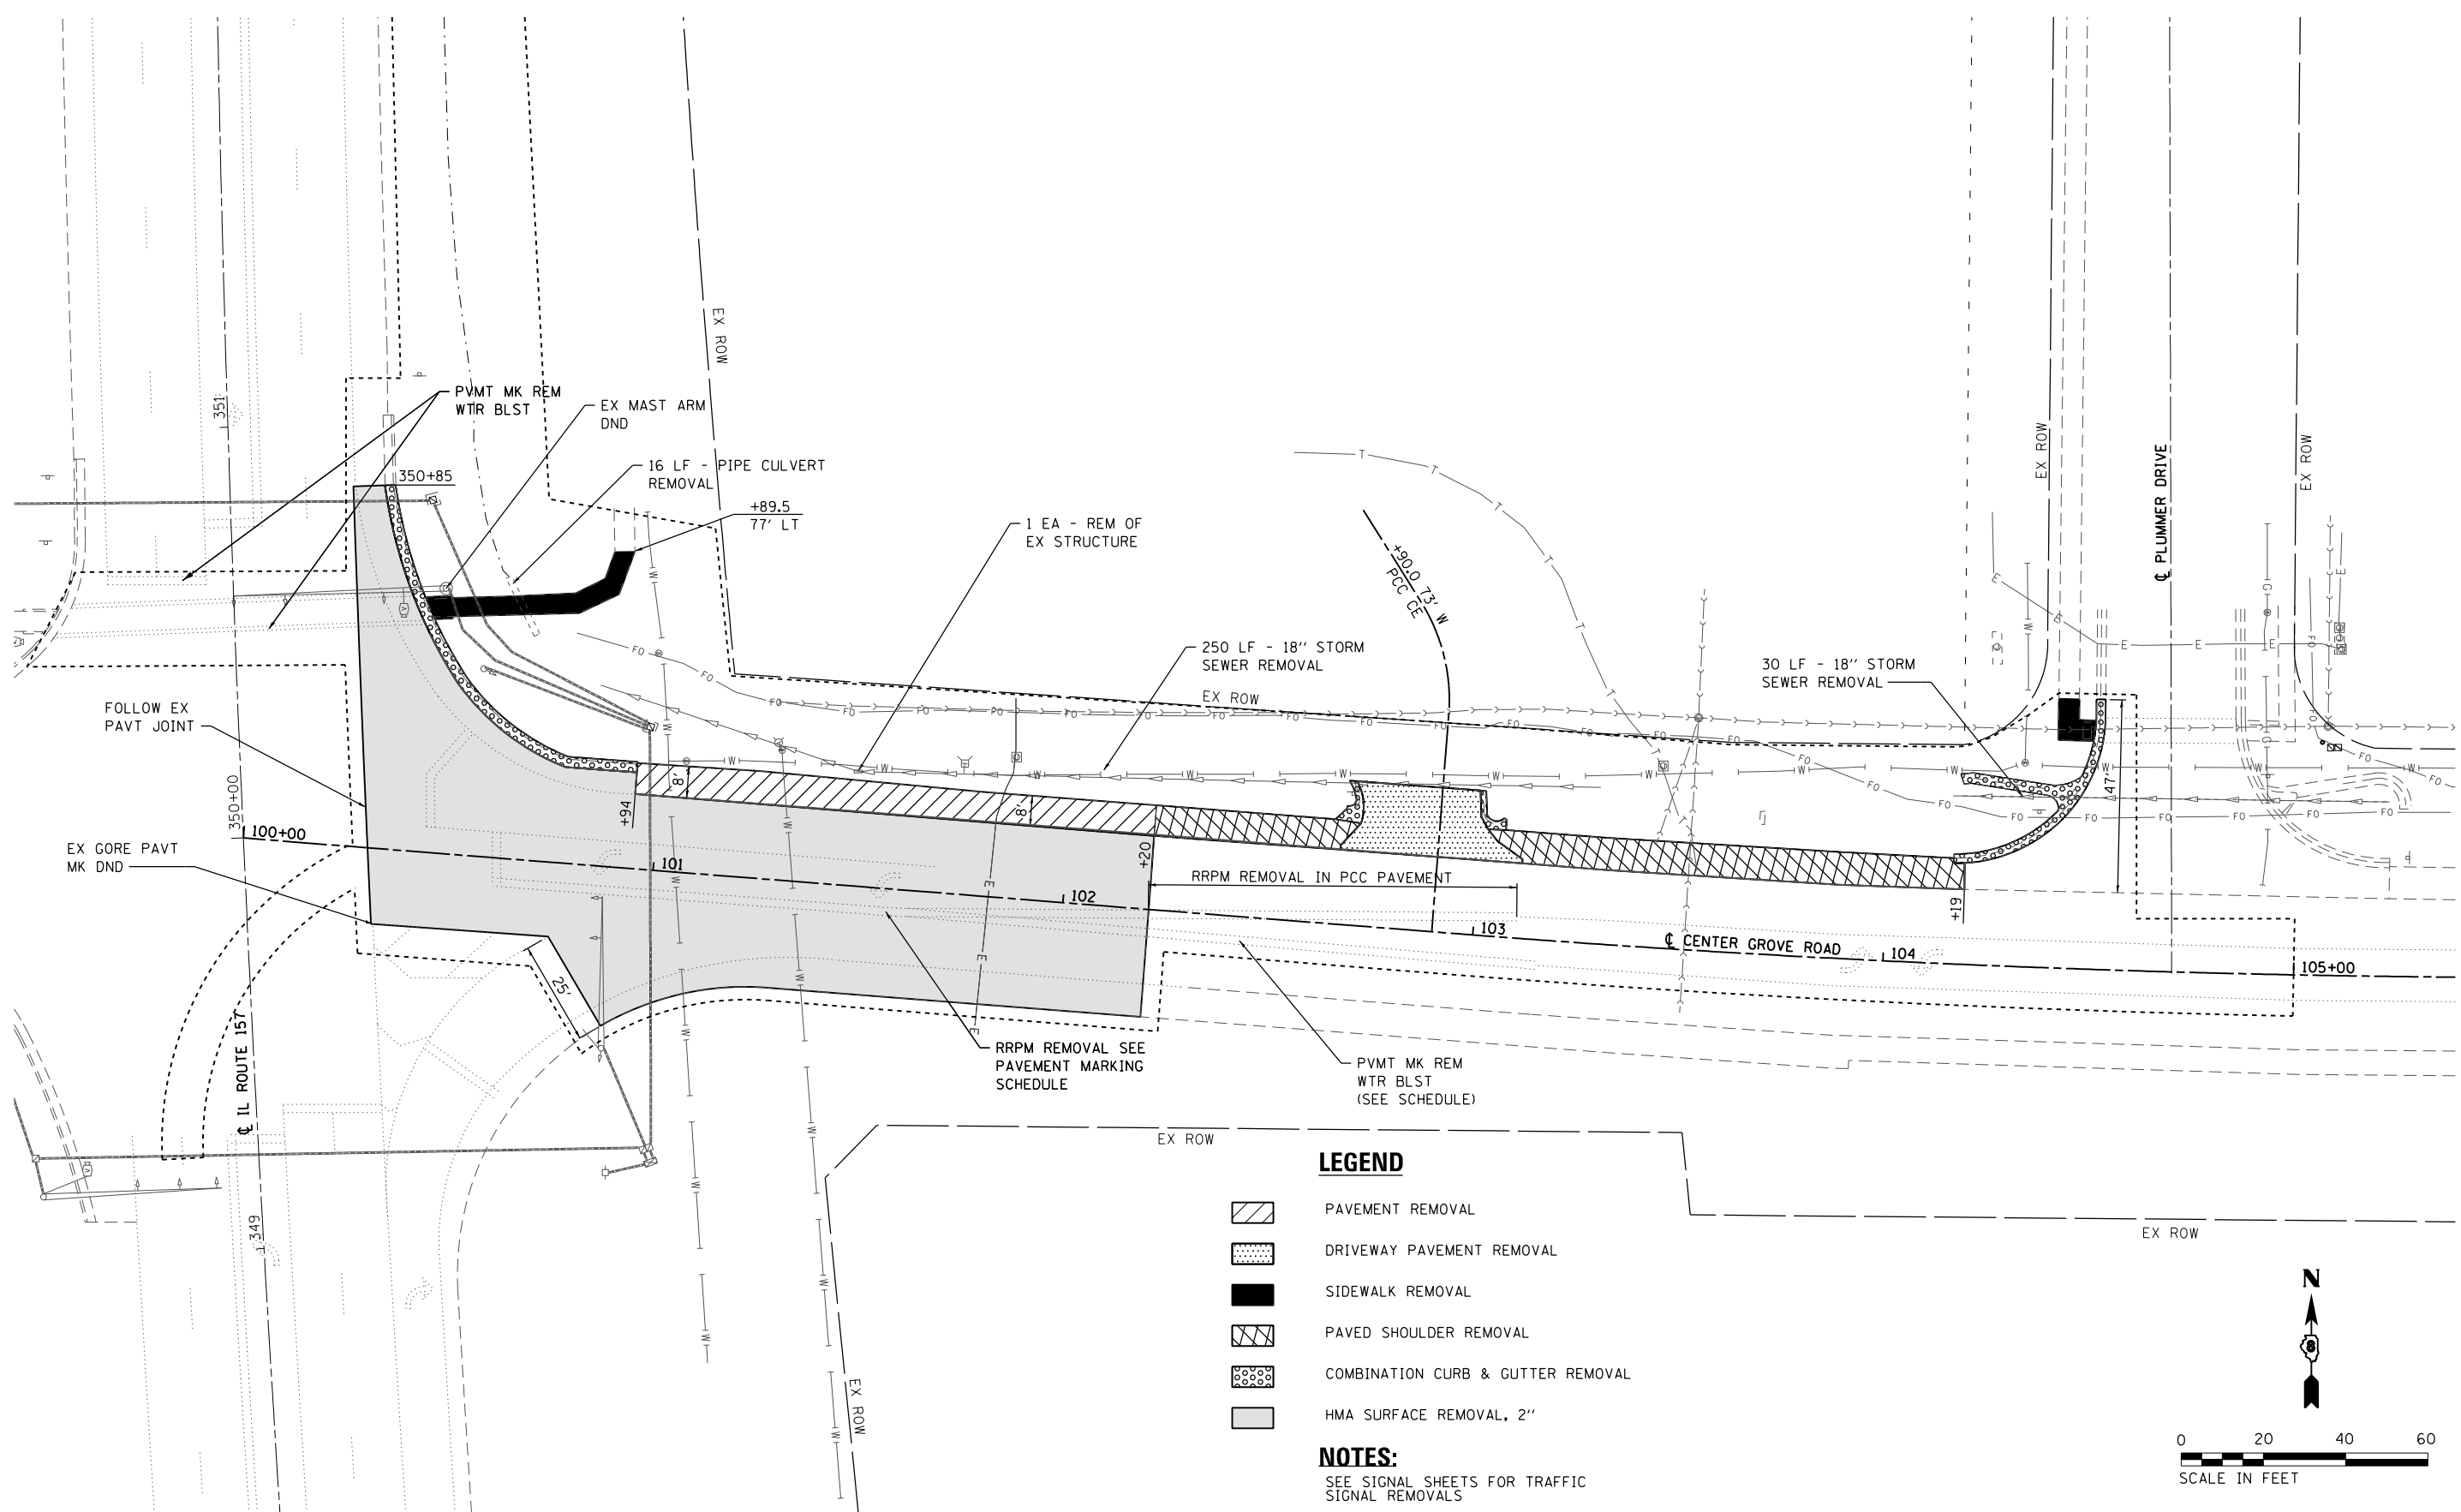 351
PVMT MK REM
WTR BLST
EX MAST ARM
DND
16 LF - PIPE CULVERT
REMOVAL
350+85
+89.5
77' LT
EX ROW
1 EA - REM OF
EX STRUCTURE
+90.0 73' W
PCC CE
250 LF - 18" STORM
SEWER REMOVAL
EX ROW
30 LF - 18" STORM
SEWER REMOVAL
EX ROW
℄ PLUMMER DRIVE
EX ROW
FOLLOW EX
PAVT JOINT
350+00
100+00
EX GORE PAVT
MK DND
8'
+94
8'
101
102
+20
RRPM REMOVAL IN PCC PAVEMENT
103
℄ CENTER GROVE ROAD
104
+19
47'
105+00
25'
℄ IL ROUTE 157
349
RRPM REMOVAL SEE
PAVEMENT MARKING
SCHEDULE
PVMT MK REM
WTR BLST
(SEE SCHEDULE)
EX ROW
EX ROW
EX ROW
LEGEND
PAVEMENT REMOVAL
DRIVEWAY PAVEMENT REMOVAL
SIDEWALK REMOVAL
PAVED SHOULDER REMOVAL
COMBINATION CURB & GUTTER REMOVAL
HMA SURFACE REMOVAL, 2"
NOTES:
SEE SIGNAL SHEETS FOR TRAFFIC
SIGNAL REMOVALS
N
8
0 20 40 60
SCALE IN FEET